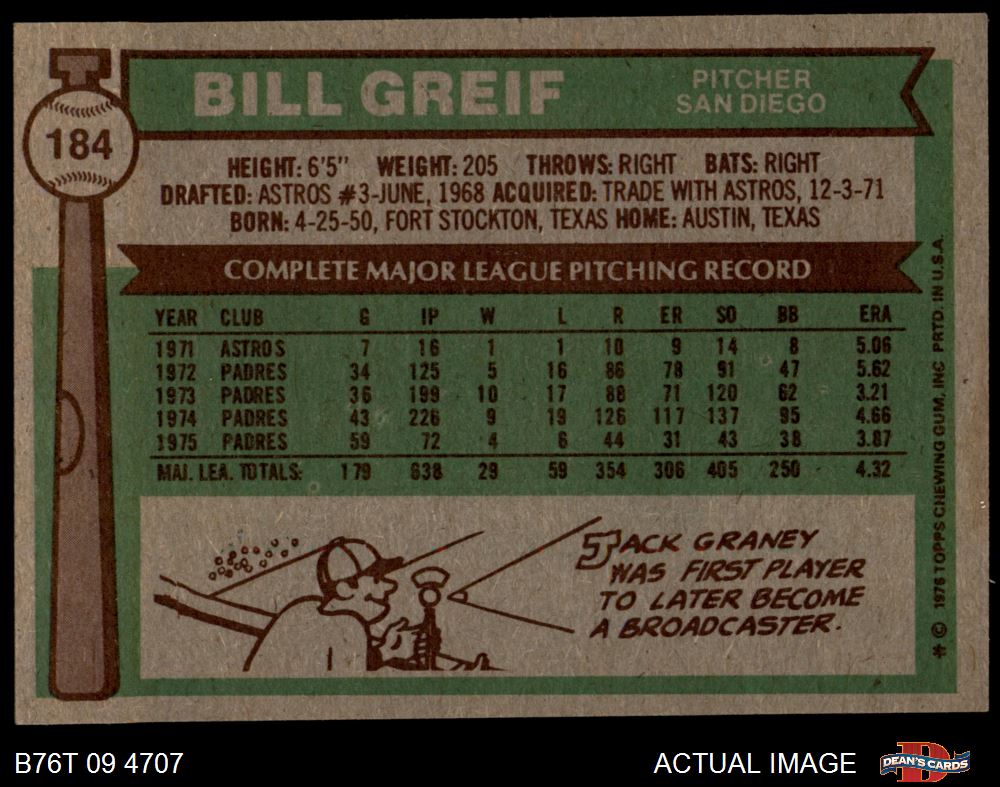 184
BILL GREIF
PITCHER
SAN DIEGO
HEIGHT: 6'5" WEIGHT: 205 THROWS: RIGHT BATS: RIGHT
DRAFTED: ASTROS #3-JUNE, 1968 ACQUIRED: TRADE WITH ASTROS, 12-3-71
BORN: 4-25-50, FORT STOCKTON, TEXAS HOME: AUSTIN, TEXAS
COMPLETE MAJOR LEAGUE PITCHING RECORD
YEAR CLUB G IP W L R ER SO BB ERA
1971 ASTROS 7 16 1 1 10 9 14 8 5.06
1972 PADRES 34 125 5 16 86 78 91 47 5.62
1973 PADRES 36 199 10 17 88 71 120 62 3.21
1974 PADRES 43 226 9 19 126 117 137 95 4.66
1975 PADRES 59 72 4 6 44 31 43 38 3.87
MAJ. LEA. TOTALS: 179 638 29 59 354 306 405 250 4.32
JACK GRANEY
WAS FIRST PLAYER
TO LATER BECOME
A BROADCASTER.
* © 1976 TOPPS CHEWING GUM, INC PRTD. IN U.S.A.
B76T 09 4707
ACTUAL IMAGE
DEAN'S CARDS